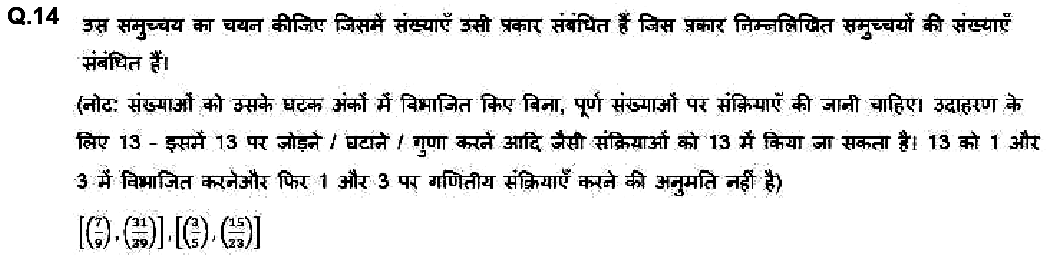 Q.14 उस समुच्चय का चयन कीजिए जिसमें संख्याएँ उसी प्रकार संबंधित हैं जिस प्रकार निम्नलिखित समुच्चयों की संख्याएँ
संबंधित हैं।
(नोट: संख्याओं को उसके घटक अंकों में विभाजित किए बिना, पूर्ण संख्याओं पर संक्रियाएँ की जानी चाहिए। उदाहरण के
लिए 13 - इसमें 13 पर जोड़ने / घटाने / गुणा करने आदि जैसी संक्रियाओं को 13 में किया जा सकता है। 13 को 1 और
3 में विभाजित करनेऔर फिर 1 और 3 पर गणितीय संक्रियाएँ करने की अनुमति नहीं है)
[(7/9),(31/39)],[(3/5),(15/23)]